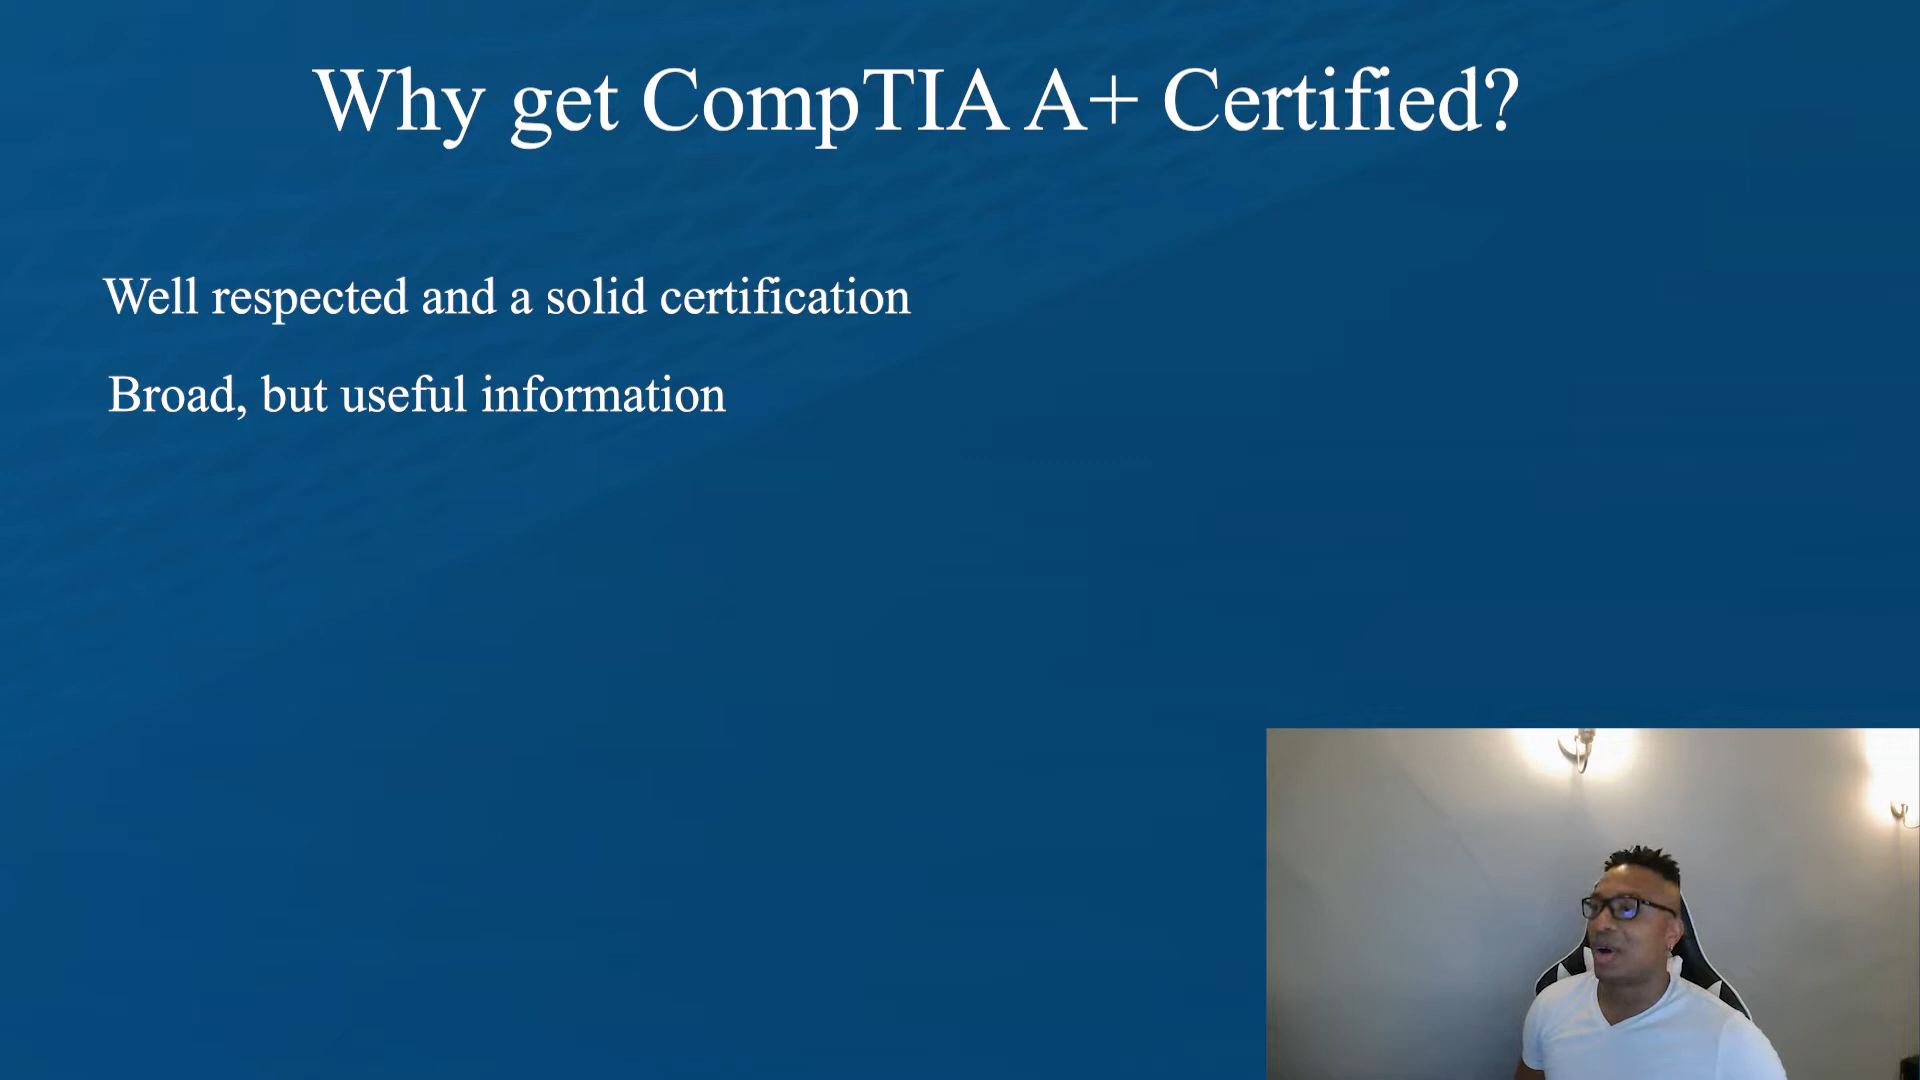 Why get CompTIA A+ Certified?
Well respected and a solid certification
Broad, but useful information